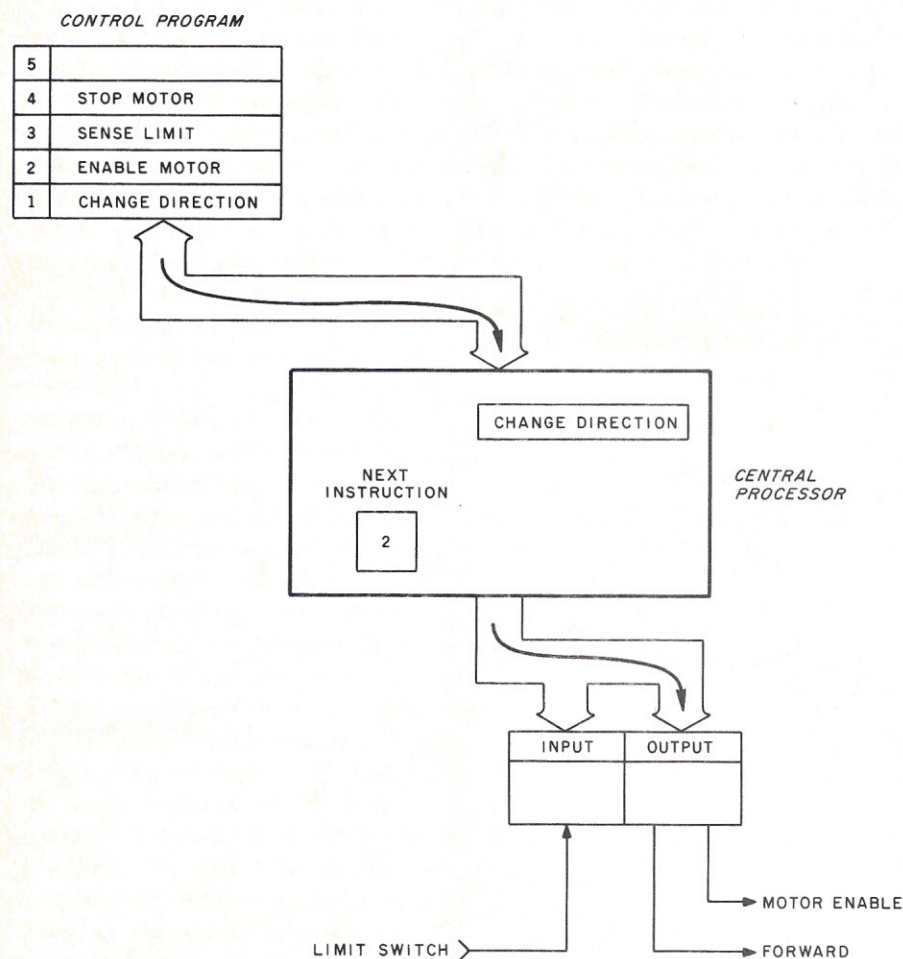 CONTROL PROGRAM
5
4 STOP MOTOR
3 SENSE LIMIT
2 ENABLE MOTOR
1 CHANGE DIRECTION
CHANGE DIRECTION
NEXT
INSTRUCTION
2
CENTRAL
PROCESSOR
INPUT OUTPUT
MOTOR ENABLE
LIMIT SWITCH
FORWARD